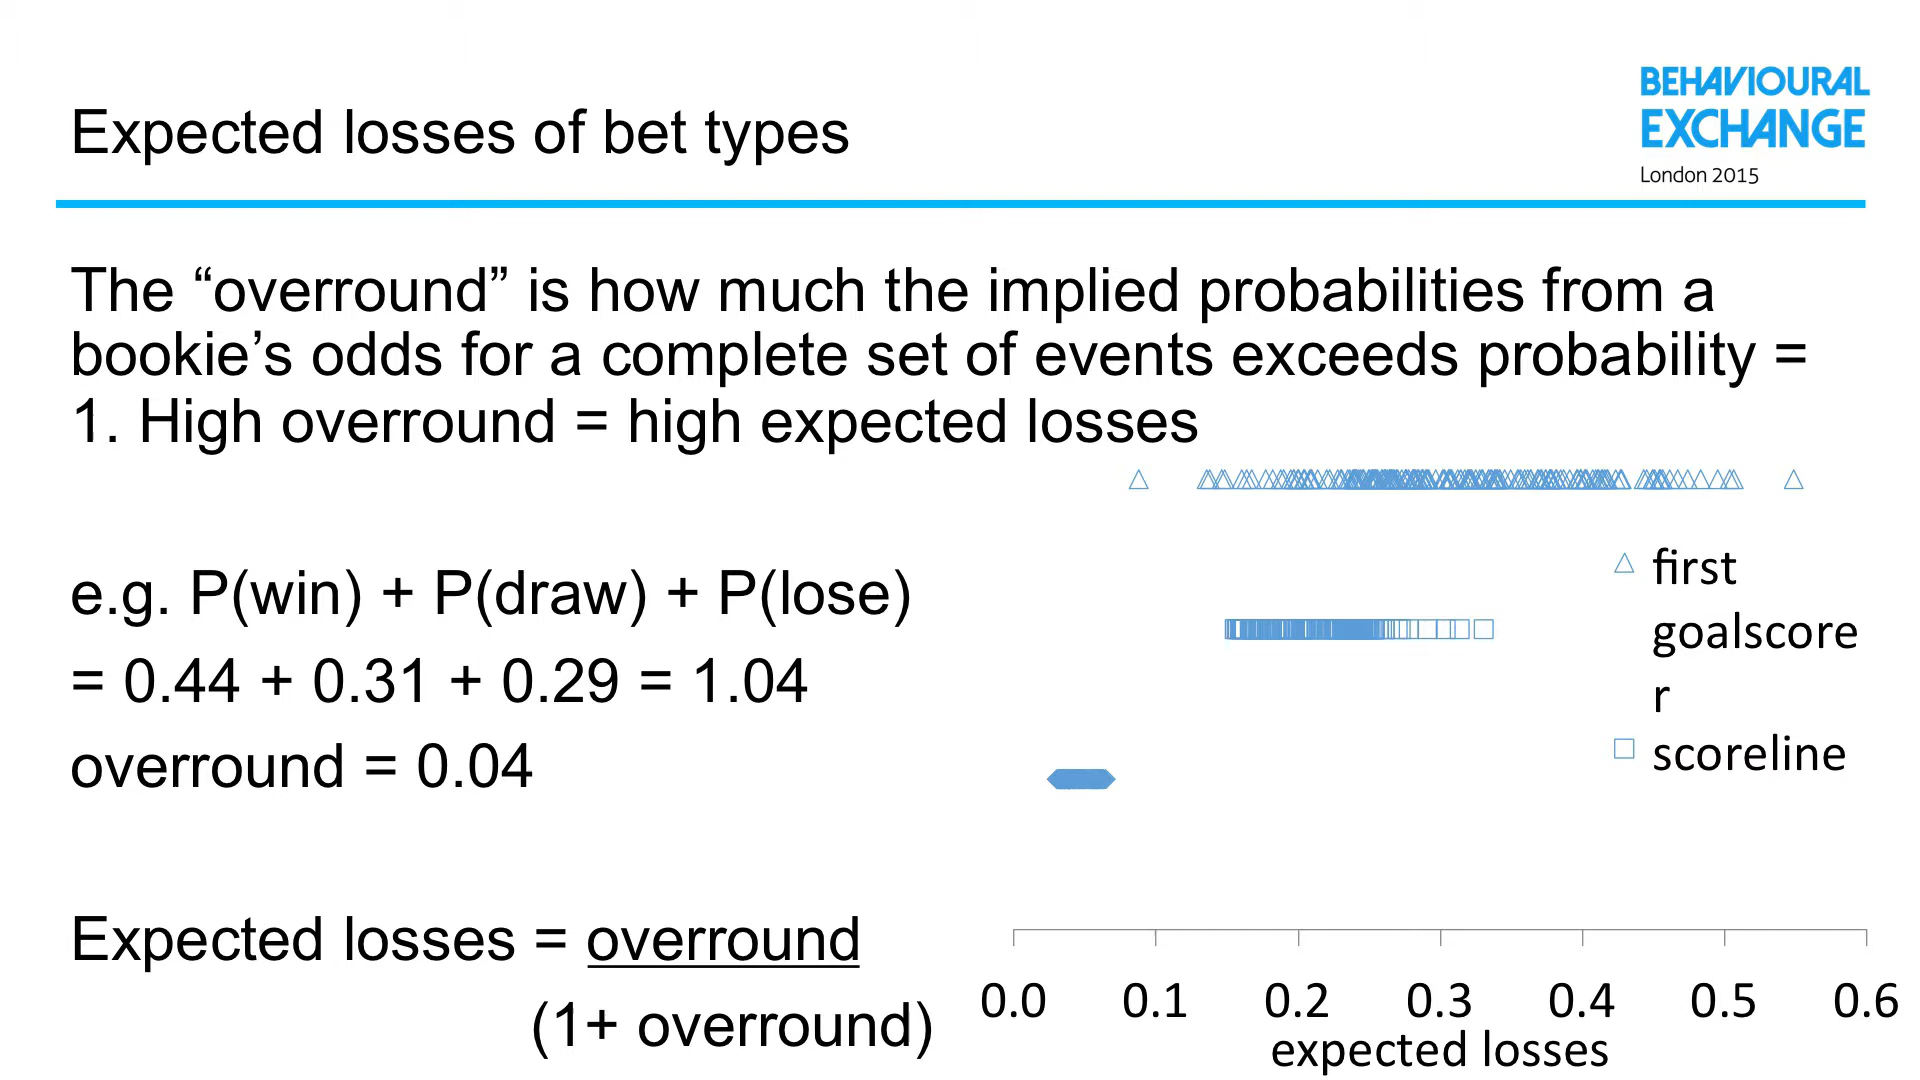 BEHAVIOURAL
EXCHANGE
London 2015
Expected losses of bet types
The “overround” is how much the implied probabilities from a
bookie’s odds for a complete set of events exceeds probability =
1. High overround = high expected losses
e.g. P(win) + P(draw) + P(lose)
= 0.44 + 0.31 + 0.29 = 1.04
overround = 0.04
Expected losses = overround
(1+ overround)
first
goalscore
r
scoreline
0.0 0.1 0.2 0.3 0.4 0.5 0.6
expected losses